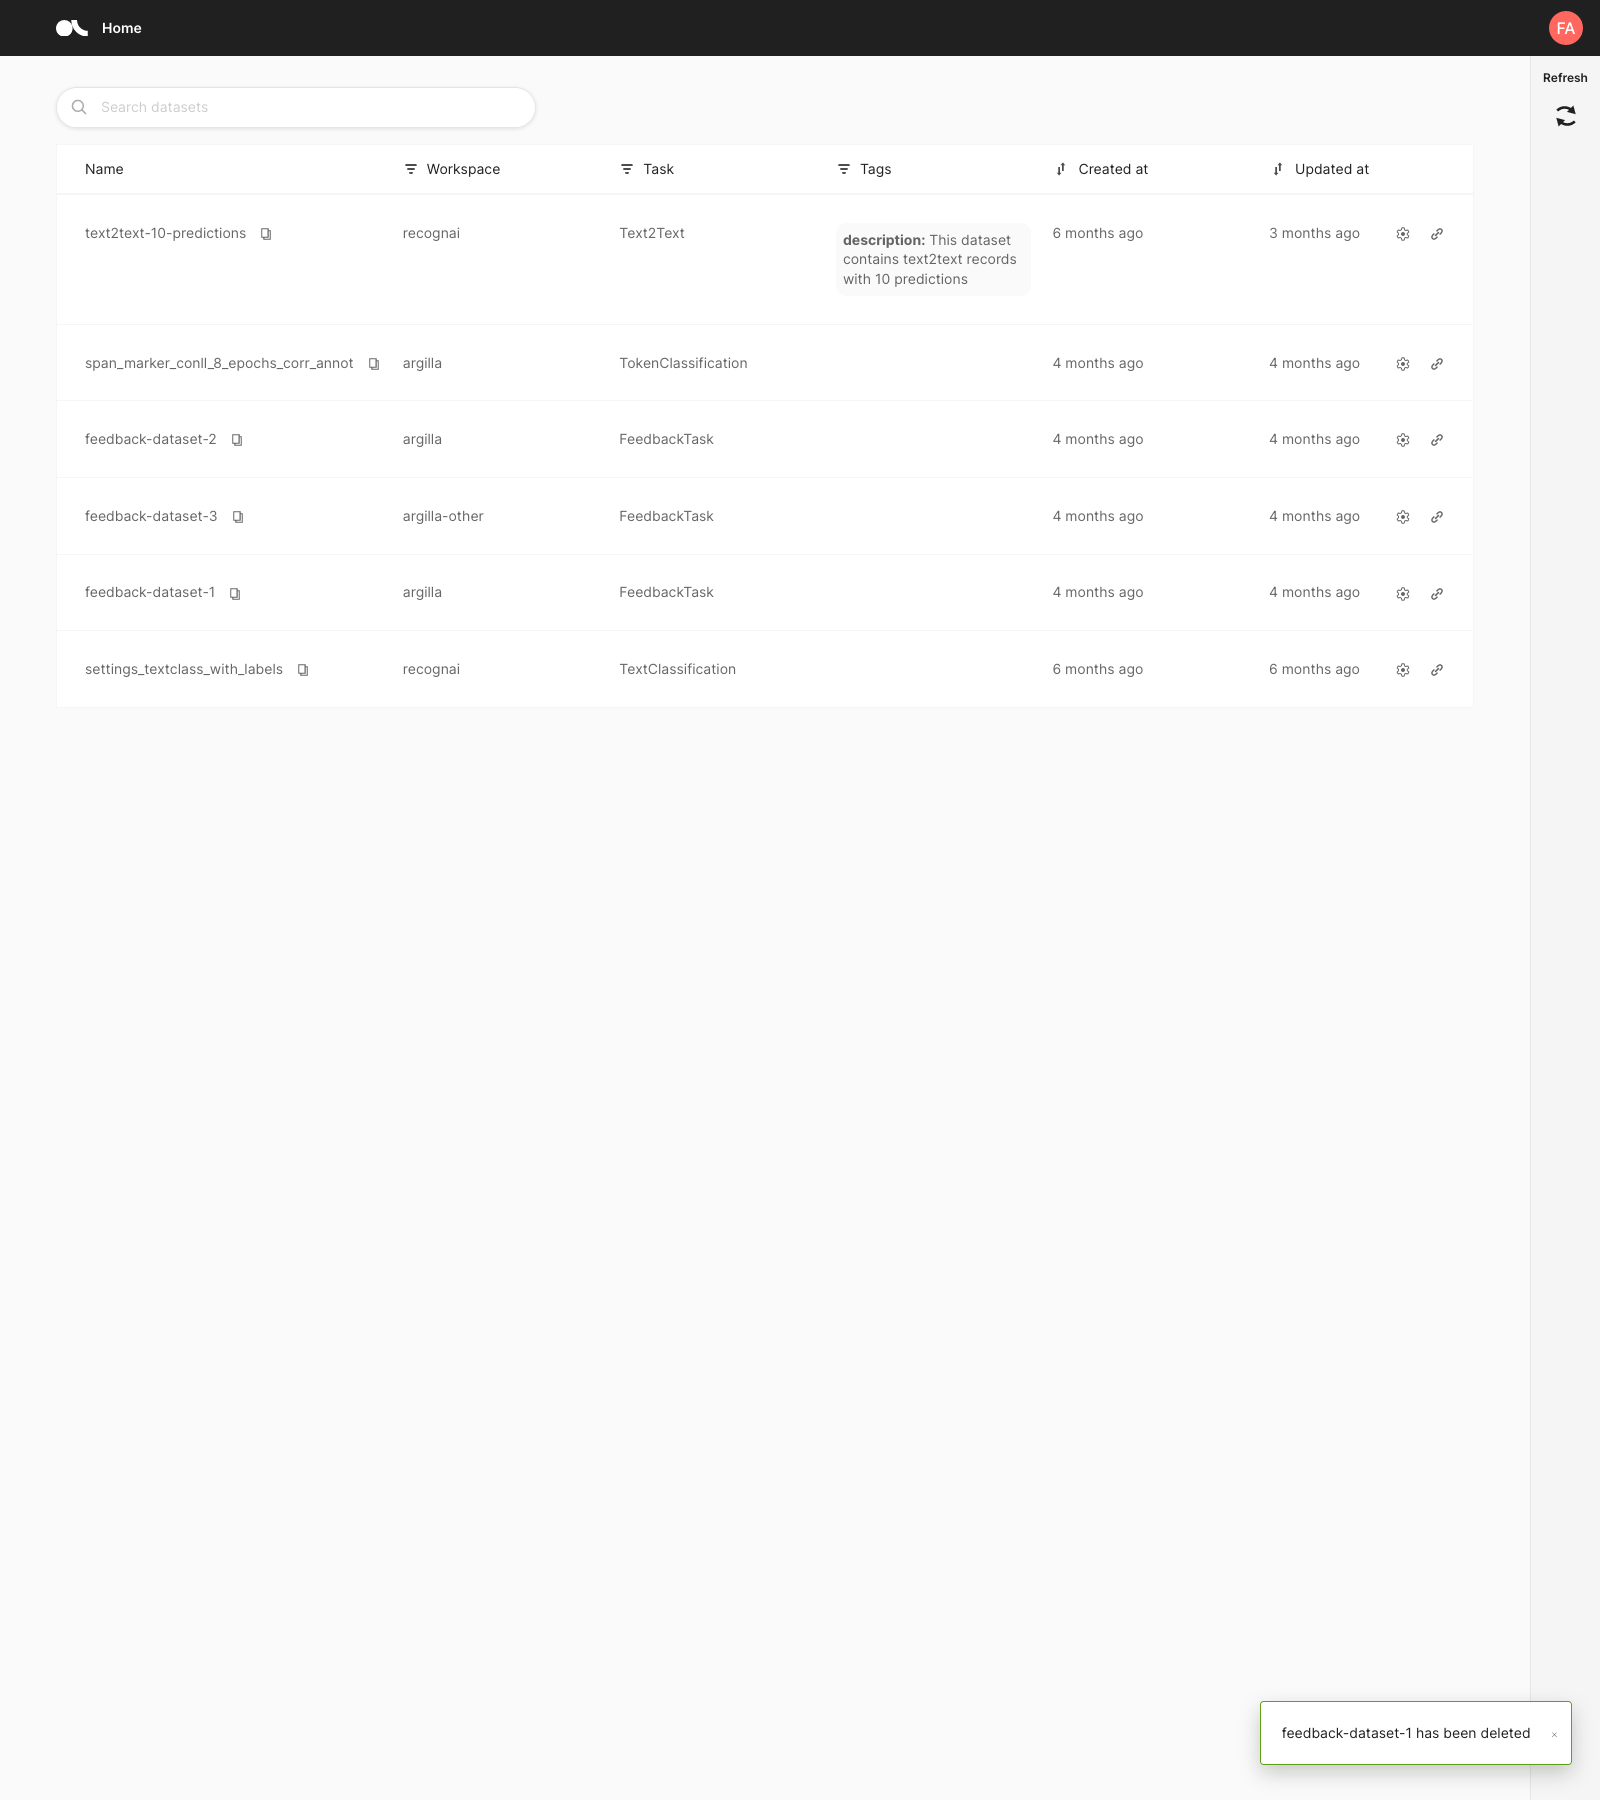 Home
FA
Refresh
Search datasets
Name Workspace Task Tags Created at Updated at
text2text-10-predictions recognai Text2Text description: This dataset 6 months ago 3 months ago
contains text2text records
with 10 predictions
span_marker_conll_8_epochs_corr_annot argilla TokenClassification 4 months ago 4 months ago
feedback-dataset-2 argilla FeedbackTask 4 months ago 4 months ago
feedback-dataset-3 argilla-other FeedbackTask 4 months ago 4 months ago
feedback-dataset-1 argilla FeedbackTask 4 months ago 4 months ago
settings_textclass_with_labels recognai TextClassification 6 months ago 6 months ago
feedback-dataset-1 has been deleted